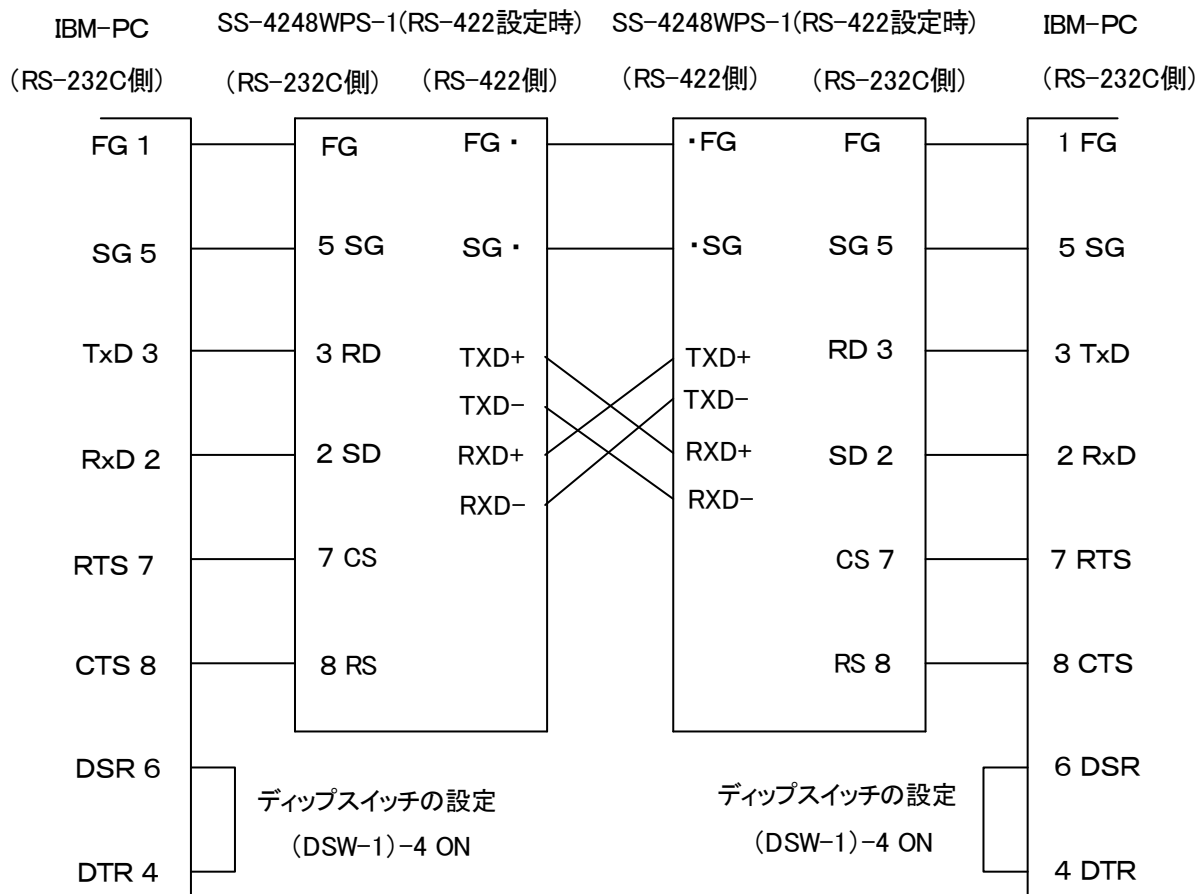 IBM-PC SS-4248WPS-1(RS-422設定時) SS-4248WPS-1(RS-422設定時) IBM-PC
(RS-232C側) (RS-232C側) (RS-422側) (RS-422側) (RS-232C側) (RS-232C側)
FG 1 FG FG・ ・FG FG 1 FG
SG 5 5 SG SG・ ・SG SG 5 5 SG
TxD 3 3 RD TXD+ TXD+ RD 3 3 TxD
TXD- TXD-
RxD 2 2 SD RXD+ RXD+ SD 2 2 RxD
RXD- RXD-
RTS 7 7 CS CS 7 7 RTS
CTS 8 8 RS RS 8 8 CTS
DSR 6 6 DSR
ディップスイッチの設定 ディップスイッチの設定
(DSW-1)-4 ON (DSW-1)-4 ON
DTR 4 4 DTR